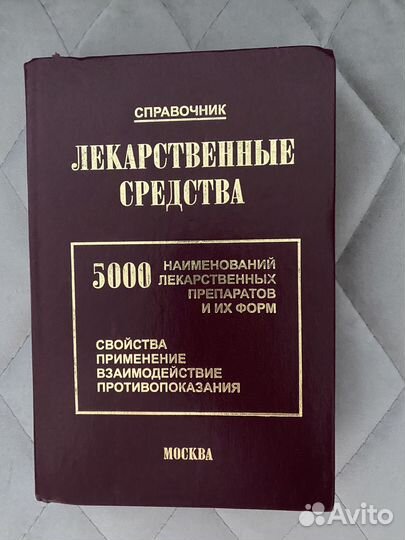 СПРАВОЧНИК
ЛЕКАРСТВЕННЫЕ
СРЕДСТВА
5000 НАИМЕНОВАНИЙ
ЛЕКАРСТВЕННЫХ
ПРЕПАРАТОВ
И ИХ ФОРМ
СВОЙСТВА
ПРИМЕНЕНИЕ
ВЗАИМОДЕЙСТВИЕ
ПРОТИВОПОКАЗАНИЯ
МОСКВА
Avito